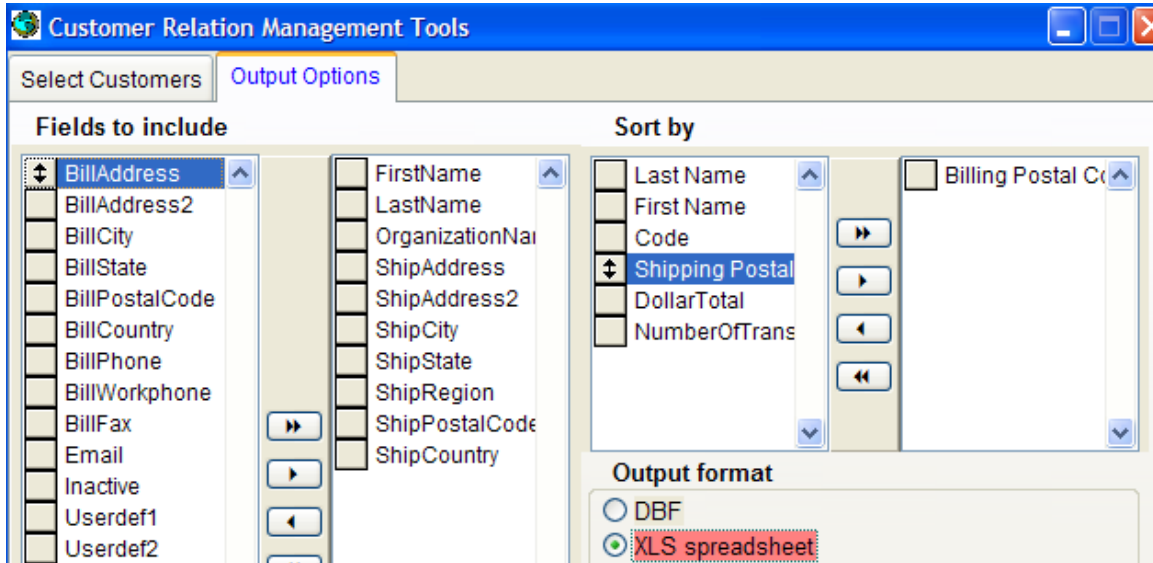 Customer Relation Management Tools
Select Customers
Output Options
Fields to include
BillAddress
BillAddress2
BillCity
BillState
BillPostalCode
BillCountry
BillPhone
BillWorkphone
BillFax
Email
Inactive
Userdef1
Userdef2
FirstName
LastName
OrganizationNa
ShipAddress
ShipAddress2
ShipCity
ShipState
ShipRegion
ShipPostalCode
ShipCountry
Sort by
Last Name
First Name
Code
Shipping Postal
DollarTotal
NumberOfTrans
Billing Postal C
Output format
DBF
XLS spreadsheet